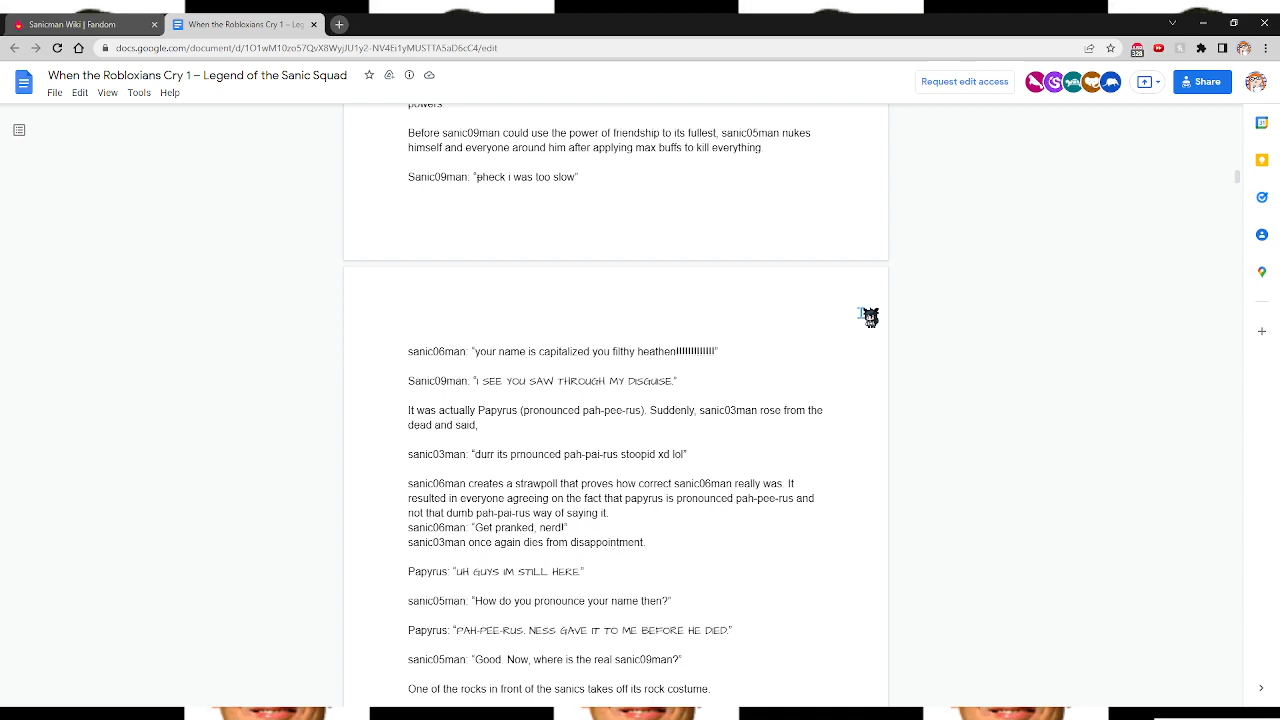 Sanicman Wiki | Fandom
When the Robloxians Cry 1 – Leg
docs.google.com/document/d/1O1wM10zo57QvX8WyjJU1y2-NV4Ei1yMUSTTA5aD6cC4/edit
When the Robloxians Cry 1 – Legend of the Sanic Squad
Request edit access
Share
File Edit View Tools Help
powers.
Before sanic09man could use the power of friendship to its fullest, sanic05man nukes
himself and everyone around him after applying max buffs to kill everything.
Sanic09man: “pheck i was too slow”
sanic06man: “your name is capitalized you filthy heathen!!!!!!!!!!!!!”
Sanic09man: “I SEE YOU SAW THROUGH MY DISGUISE.”
It was actually Papyrus (pronounced pah-pee-rus). Suddenly, sanic03man rose from the
dead and said,
sanic03man: “durr its prnounced pah-pai-rus stoopid xd lol”
sanic06man creates a strawpoll that proves how correct sanic06man really was. It
resulted in everyone agreeing on the fact that papyrus is pronounced pah-pee-rus and
not that dumb pah-pai-rus way of saying it.
sanic06man: “Get pranked, nerd!”
sanic03man once again dies from disappointment.
Papyrus: “UH GUYS IM STILL HERE.”
sanic05man: “How do you pronounce your name then?”
Papyrus: “PAH-PEE-RUS. NESS GAVE IT TO ME BEFORE HE DIED.”
sanic05man: “Good. Now, where is the real sanic09man?”
One of the rocks in front of the sanics takes off its rock costume.